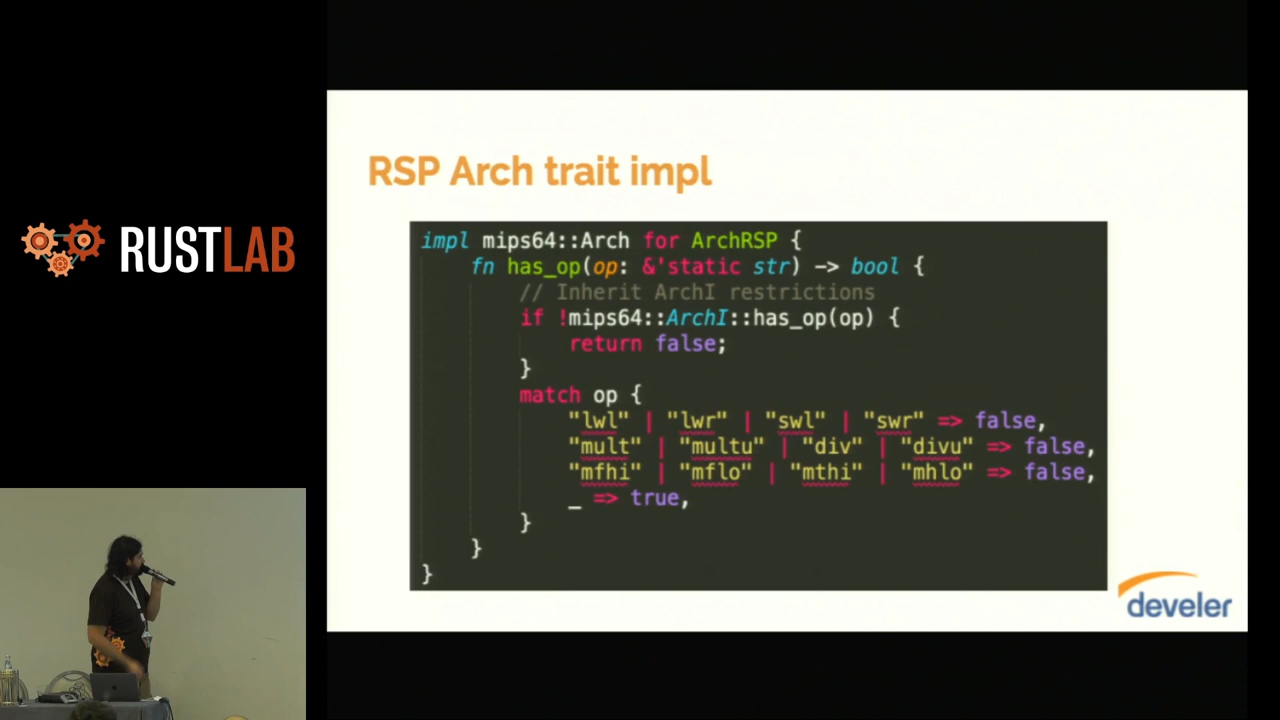 RUSTLAB
RSP Arch trait impl
impl mips64::Arch for ArchRSP {
fn has_op(op: &'static str) -> bool {
// Inherit ArchI restrictions
if !mips64::ArchI::has_op(op) {
return false;
}
match op {
"lwl" | "lwr" | "swl" | "swr" => false,
"mult" | "multu" | "div" | "divu" => false,
"mfhi" | "mflo" | "mthi" | "mhlo" => false,
_ => true,
}
}
}
develer